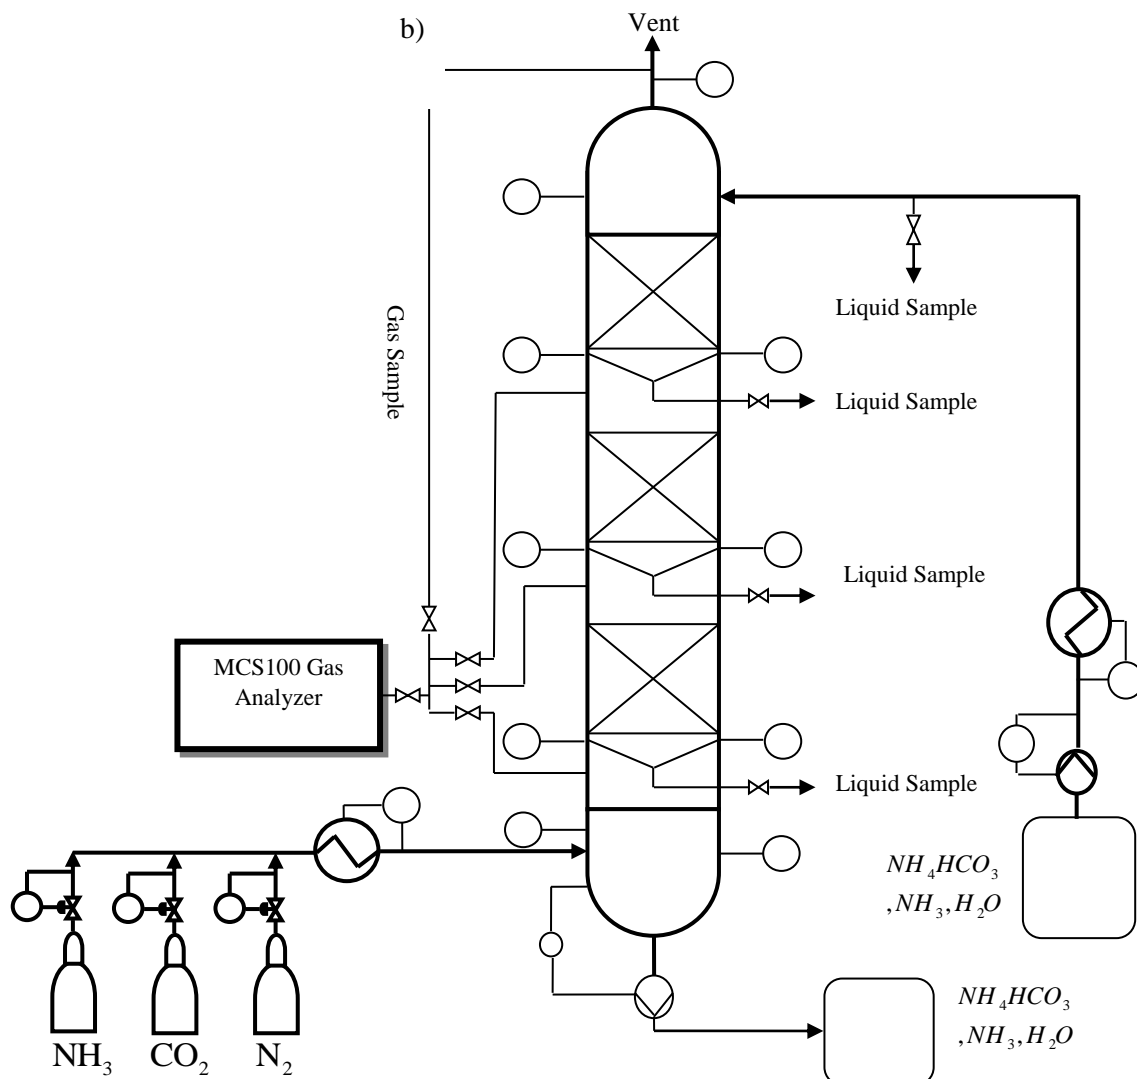 b)
Vent
Gas Sample
Liquid Sample
Liquid Sample
Liquid Sample
MCS100 Gas
Analyzer
Liquid Sample
NH₄HCO₃
,NH₃,H₂O
NH₄HCO₃
,NH₃,H₂O
NH₃ CO₂ N₂